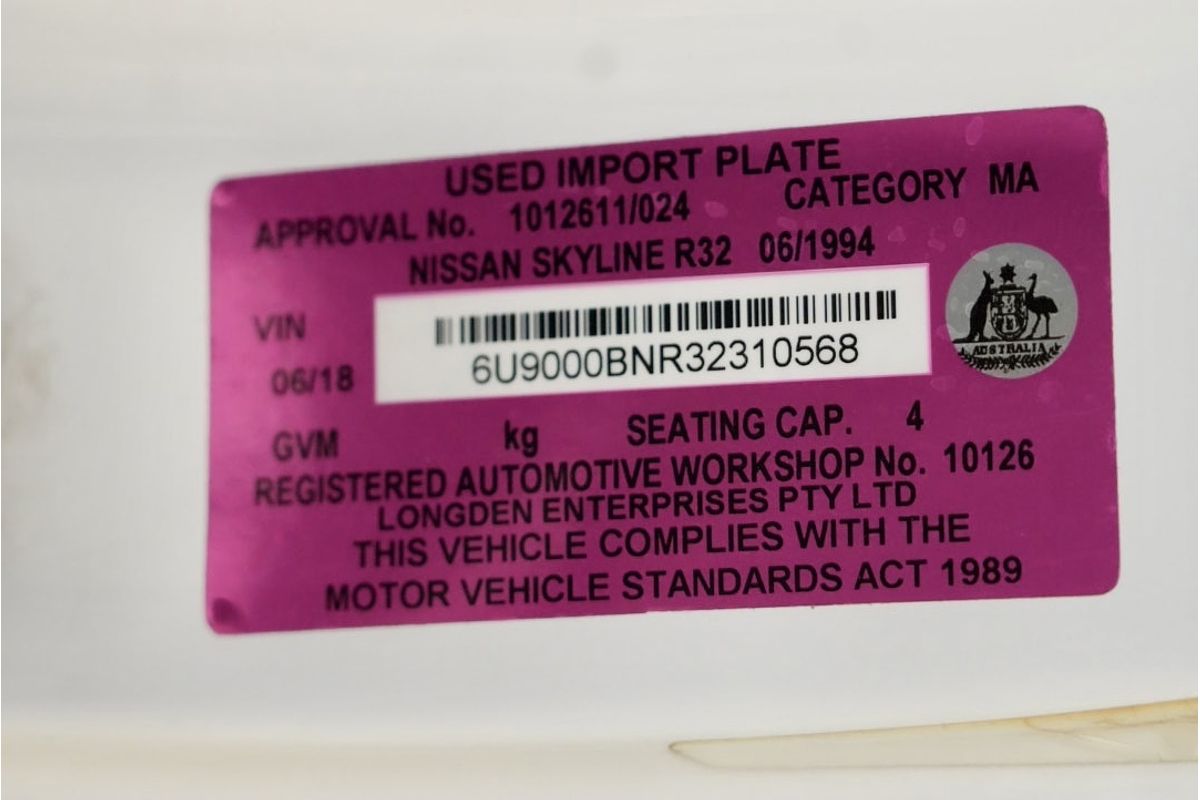 USED IMPORT PLATE
APPROVAL No. 1012611/024 CATEGORY MA
NISSAN SKYLINE R32 06/1994
VIN
6U9000BNR32310568
06/18
AUSTRALIA
GVM kg SEATING CAP. 4
REGISTERED AUTOMOTIVE WORKSHOP No. 10126
LONGDEN ENTERPRISES PTY LTD
THIS VEHICLE COMPLIES WITH THE
MOTOR VEHICLE STANDARDS ACT 1989